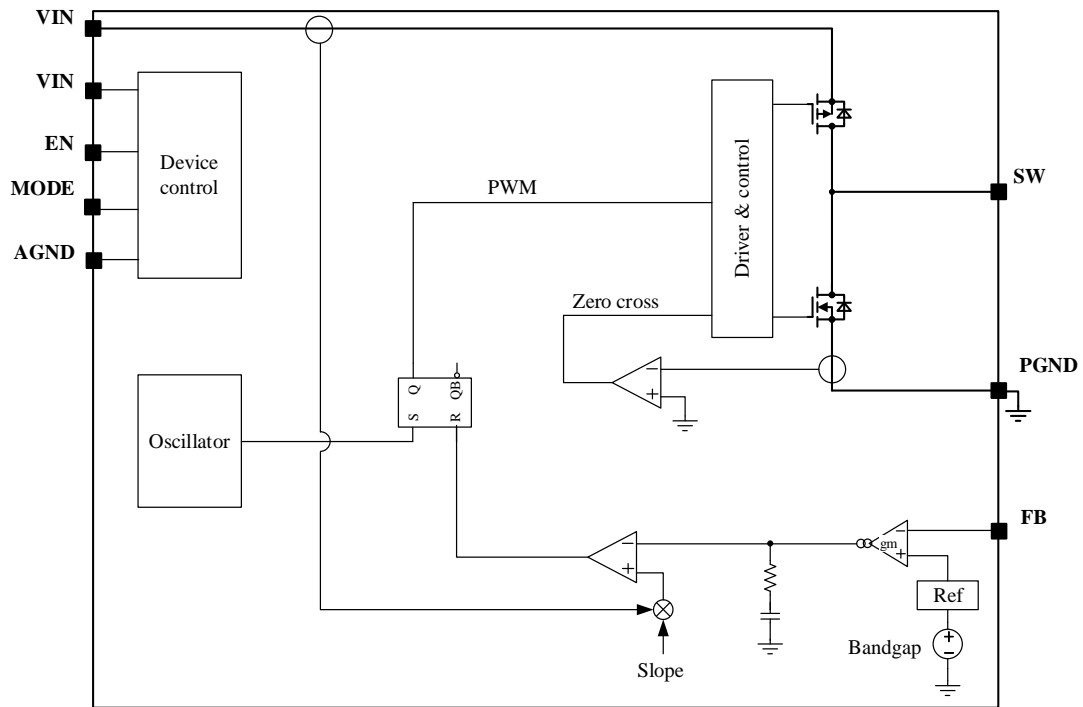 VIN
VIN
EN
MODE
AGND
Device
control
PWM
Driver & control
SW
Zero cross
PGND
Q
QB
S
R
−
+
Oscillator
FB
−
+
−
+
gm
Ref
Slope
Bandgap
+
−